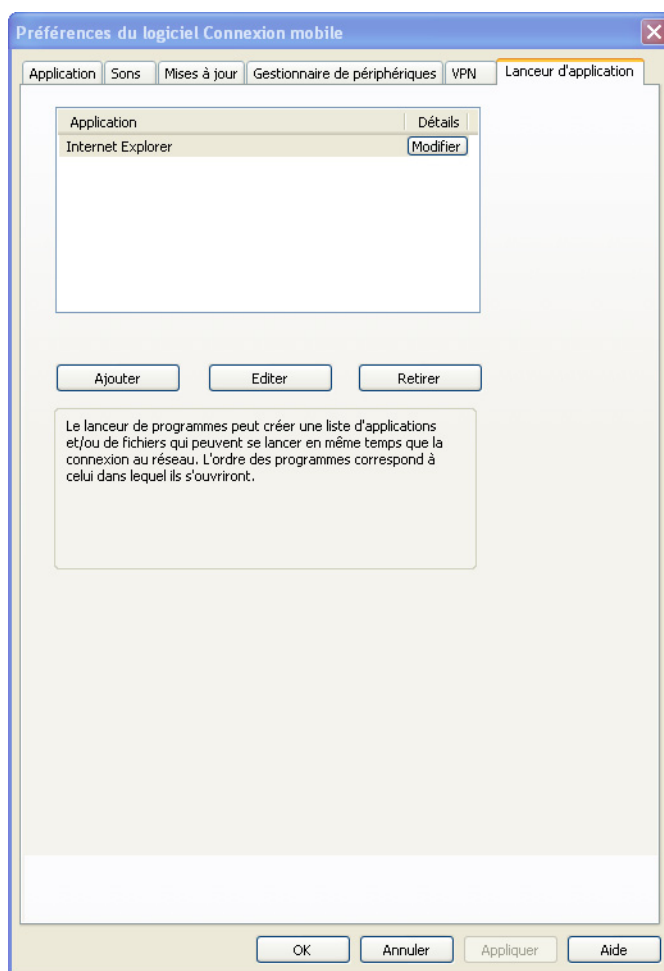 Préférences du logiciel Connexion mobile
Application Sons Mises à jour Gestionnaire de périphériques VPN Lanceur d'application
Application Détails
Internet Explorer Modifier
Ajouter Editer Retirer
Le lanceur de programmes peut créer une liste d'applications
et/ou de fichiers qui peuvent se lancer en même temps que la
connexion au réseau. L'ordre des programmes correspond à
celui dans lequel ils s'ouvriront.
OK Annuler Appliquer Aide